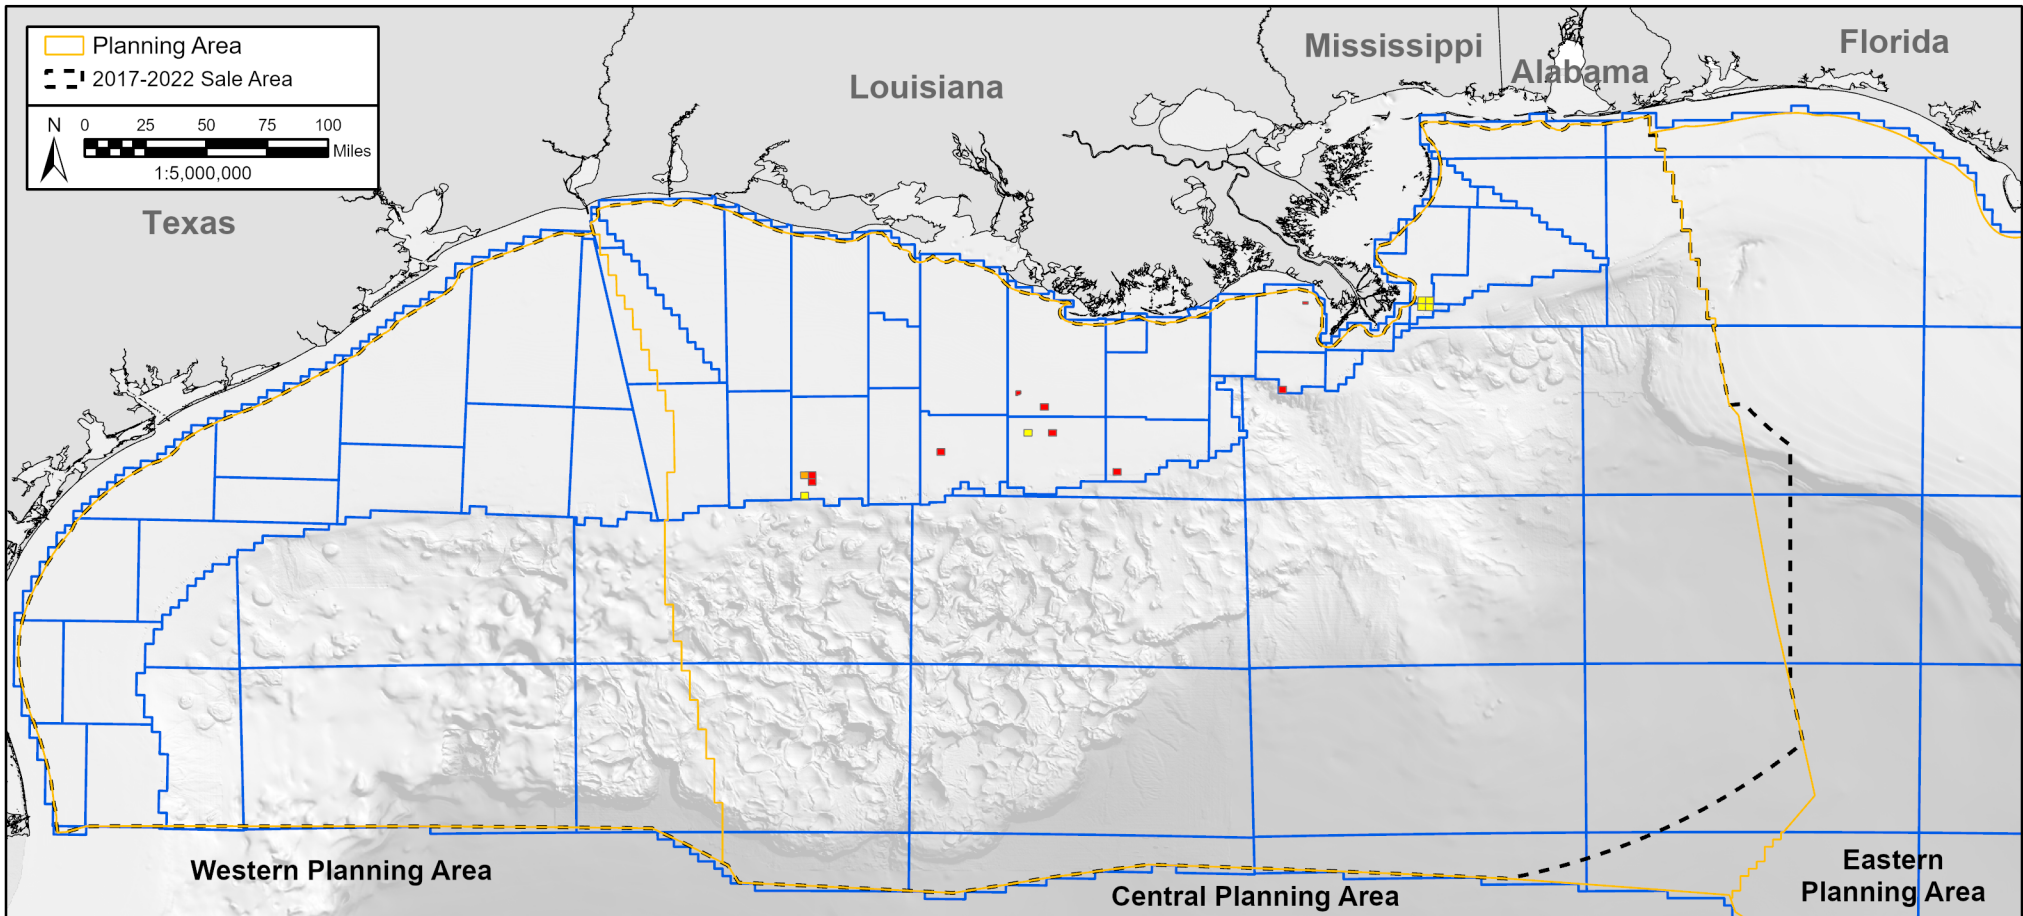 Planning Area
2017-2022 Sale Area
N
0 25 50 75 100
Miles
1:5,000,000
Texas
Louisiana
Mississippi
Alabama
Florida
Western Planning Area
Central Planning Area
Eastern
Planning Area